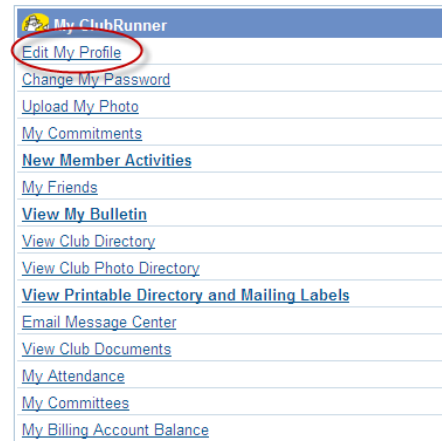 My ClubRunner
Edit My Profile
Change My Password
Upload My Photo
My Commitments
New Member Activities
My Friends
View My Bulletin
View Club Directory
View Club Photo Directory
View Printable Directory and Mailing Labels
Email Message Center
View Club Documents
My Attendance
My Committees
My Billing Account Balance